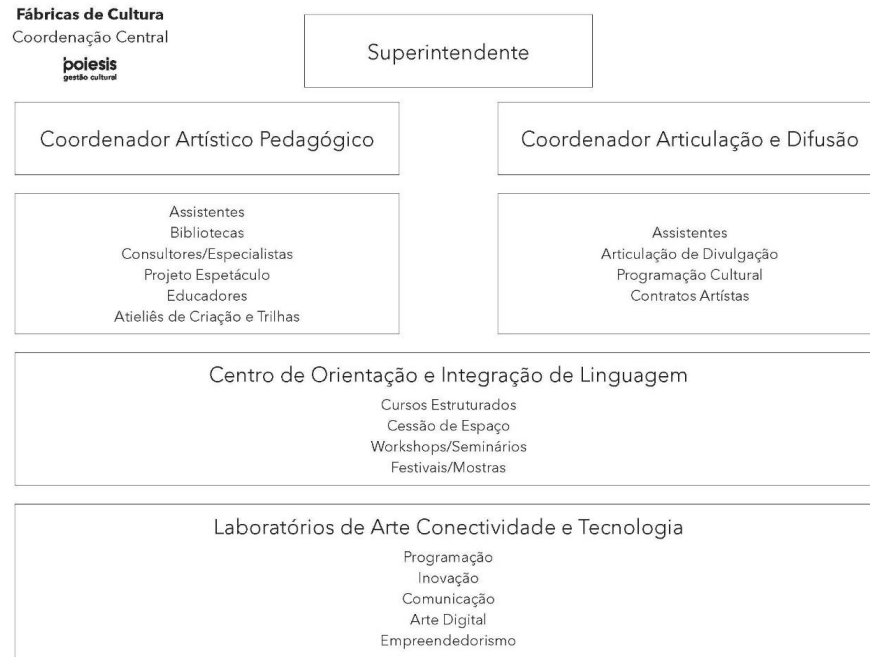 Fábricas de Cultura
Coordenação Central
poiesis
gestão cultural
Superintendente
Coordenador Artístico Pedagógico
Assistentes
Bibliotecas
Consultores/Especialistas
Projeto Espetáculo
Educadores
Atieliês de Criação e Trilhas
Coordenador Articulação e Difusão
Assistentes
Articulação de Divulgação
Programação Cultural
Contratos Artístas
Centro de Orientação e Integração de Linguagem
Cursos Estruturados
Cessão de Espaço
Workshops/Seminários
Festivais/Mostras
Laboratórios de Arte Conectividade e Tecnologia
Programação
Inovação
Comunicação
Arte Digital
Empreendedorismo